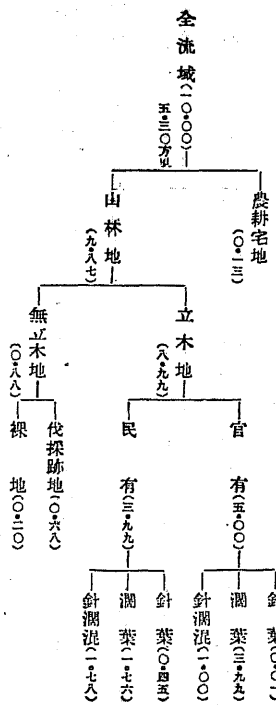 全流域(一〇・〇〇)
五・三〇方里
農耕宅地
(〇・一三)
山林地
(九・八七)
立木地
(八・九九)
無立木地
(〇・八八)
官有(五・〇〇)
民有(三・九九)
伐採跡地(〇・六八)
裸地(〇・二〇)
針葉(〇・〇一)
濶葉(三・九九)
針濶混(一・〇〇)
針葉(〇・四五)
濶葉(一・七六)
針濶混(一・七八)